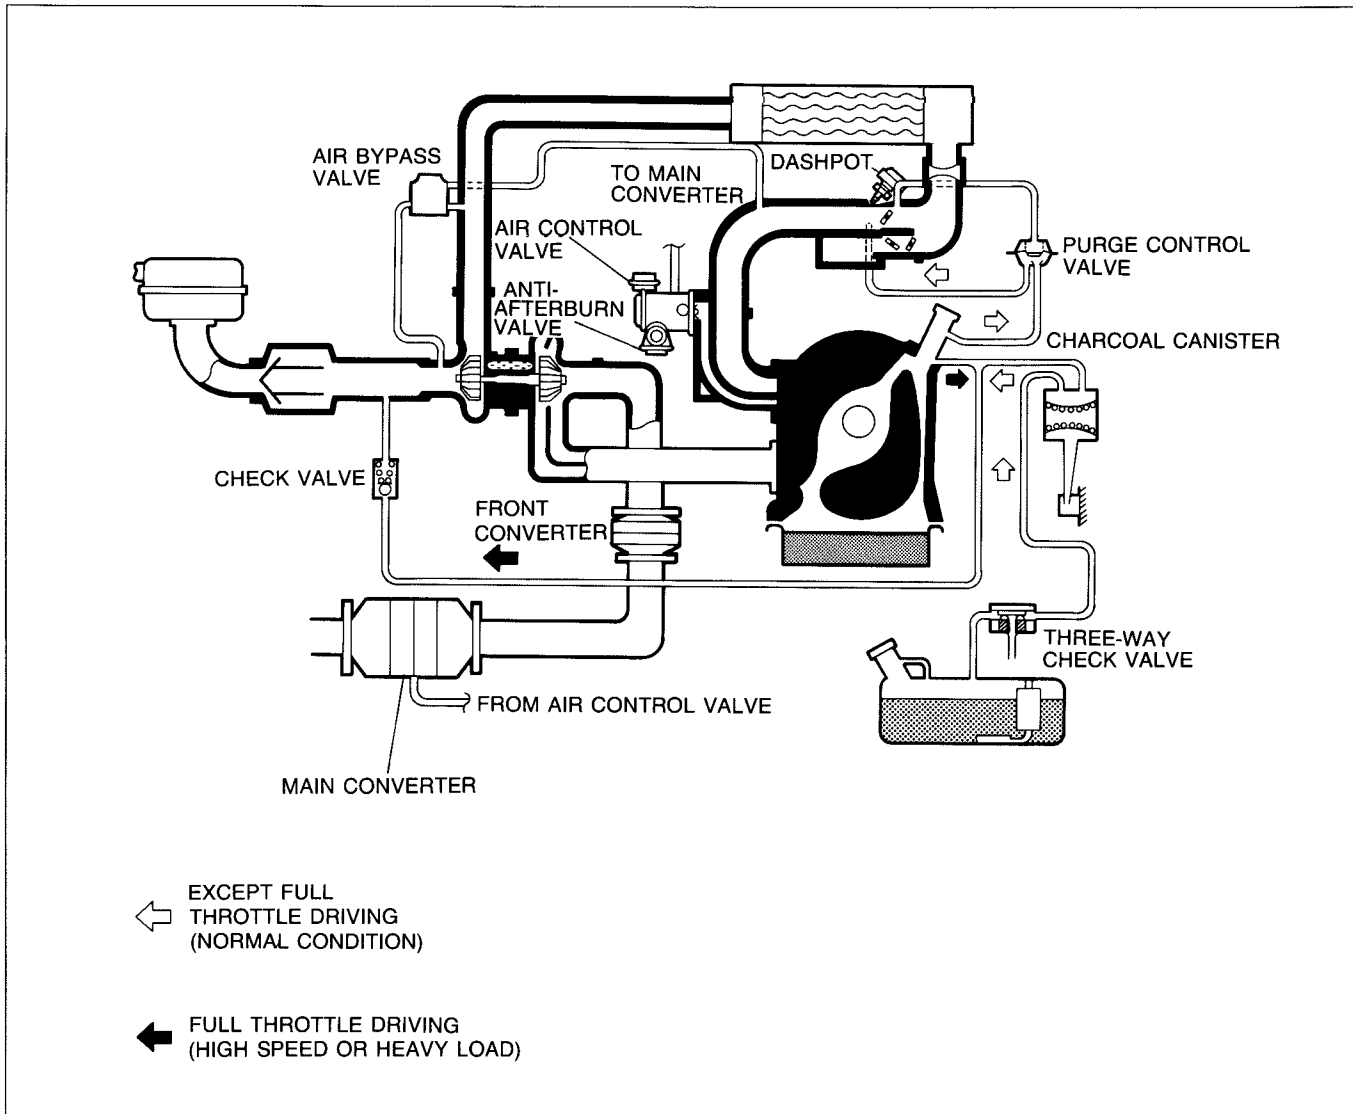 AIR BYPASS
VALVE
TO MAIN
CONVERTER
DASHPOT
AIR CONTROL
VALVE
ANTI-
AFTERBURN
VALVE
PURGE CONTROL
VALVE
CHARCOAL CANISTER
CHECK VALVE
FRONT
CONVERTER
THREE-WAY
CHECK VALVE
FROM AIR CONTROL VALVE
MAIN CONVERTER
EXCEPT FULL
THROTTLE DRIVING
(NORMAL CONDITION)
FULL THROTTLE DRIVING
(HIGH SPEED OR HEAVY LOAD)